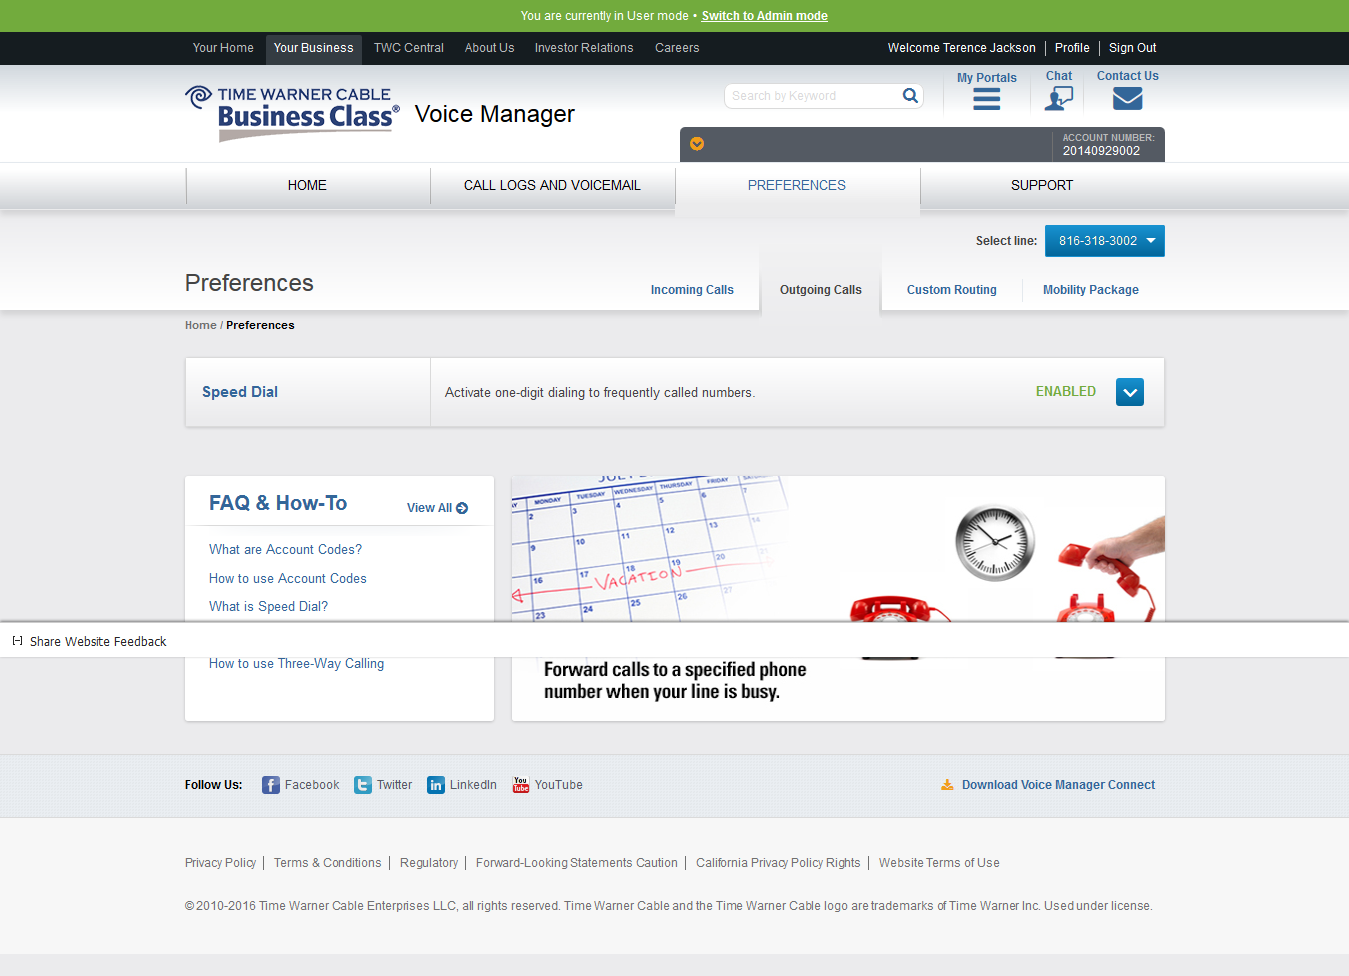 You are currently in User mode • Switch to Admin mode
Your Home Your Business TWC Central About Us Investor Relations Careers Welcome Terence Jackson Profile Sign Out
My Portals Chat Contact Us
TIME WARNER CABLE
Business Class® Voice Manager
Search by Keyword
ACCOUNT NUMBER:
20140929002
HOME CALL LOGS AND VOICEMAIL PREFERENCES SUPPORT
Select line: 816-318-3002
Preferences
Incoming Calls Outgoing Calls Custom Routing Mobility Package
Home / Preferences
Speed Dial Activate one-digit dialing to frequently called numbers. ENABLED
FAQ & How-To View All
What are Account Codes?
How to use Account Codes
What is Speed Dial?
MONDAY TUESDAY WEDNESDAY THURSDAY FRIDAY
2 3 4 5 6 7
9 10 11 12 13 14
16 17 18 19 20
VACATION
23 24 25 26 27
[-] Share Website Feedback
How to use Three-Way Calling
Forward calls to a specified phone
number when your line is busy.
Follow Us: Facebook Twitter LinkedIn YouTube Download Voice Manager Connect
Privacy Policy Terms & Conditions Regulatory Forward-Looking Statements Caution California Privacy Policy Rights Website Terms of Use
© 2010-2016 Time Warner Cable Enterprises LLC, all rights reserved. Time Warner Cable and the Time Warner Cable logo are trademarks of Time Warner Inc. Used under license.